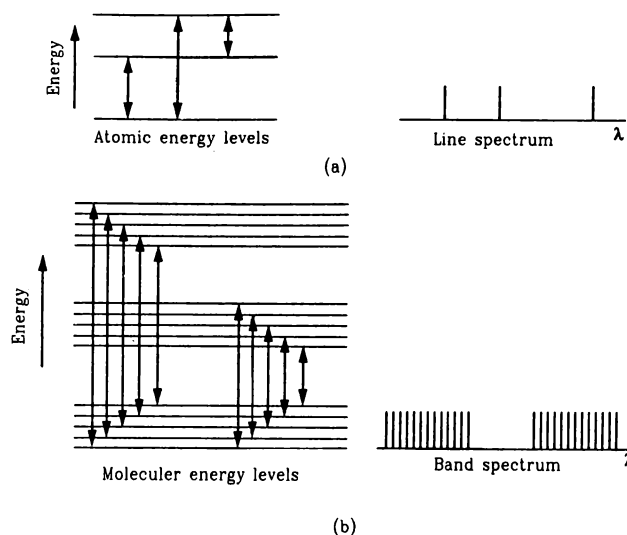 Energy
Atomic energy levels
Line spectrum
λ
(a)
Energy
Moleculer energy levels
Band spectrum
(b)